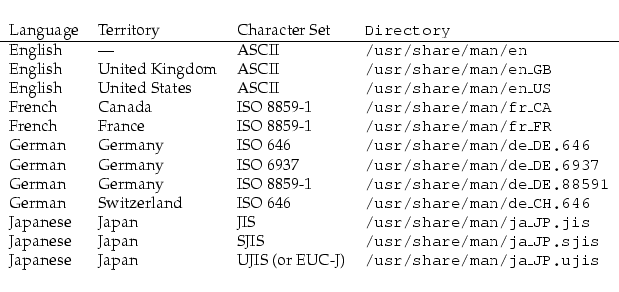 Language Territory Character Set Directory
English — ASCII /usr/share/man/en
English United Kingdom ASCII /usr/share/man/en_GB
English United States ASCII /usr/share/man/en_US
French Canada ISO 8859-1 /usr/share/man/fr_CA
French France ISO 8859-1 /usr/share/man/fr_FR
German Germany ISO 646 /usr/share/man/de_DE.646
German Germany ISO 6937 /usr/share/man/de_DE.6937
German Germany ISO 8859-1 /usr/share/man/de_DE.88591
German Switzerland ISO 646 /usr/share/man/de_CH.646
Japanese Japan JIS /usr/share/man/ja_JP.jis
Japanese Japan SJIS /usr/share/man/ja_JP.sjis
Japanese Japan UJIS (or EUC-J) /usr/share/man/ja_JP.ujis